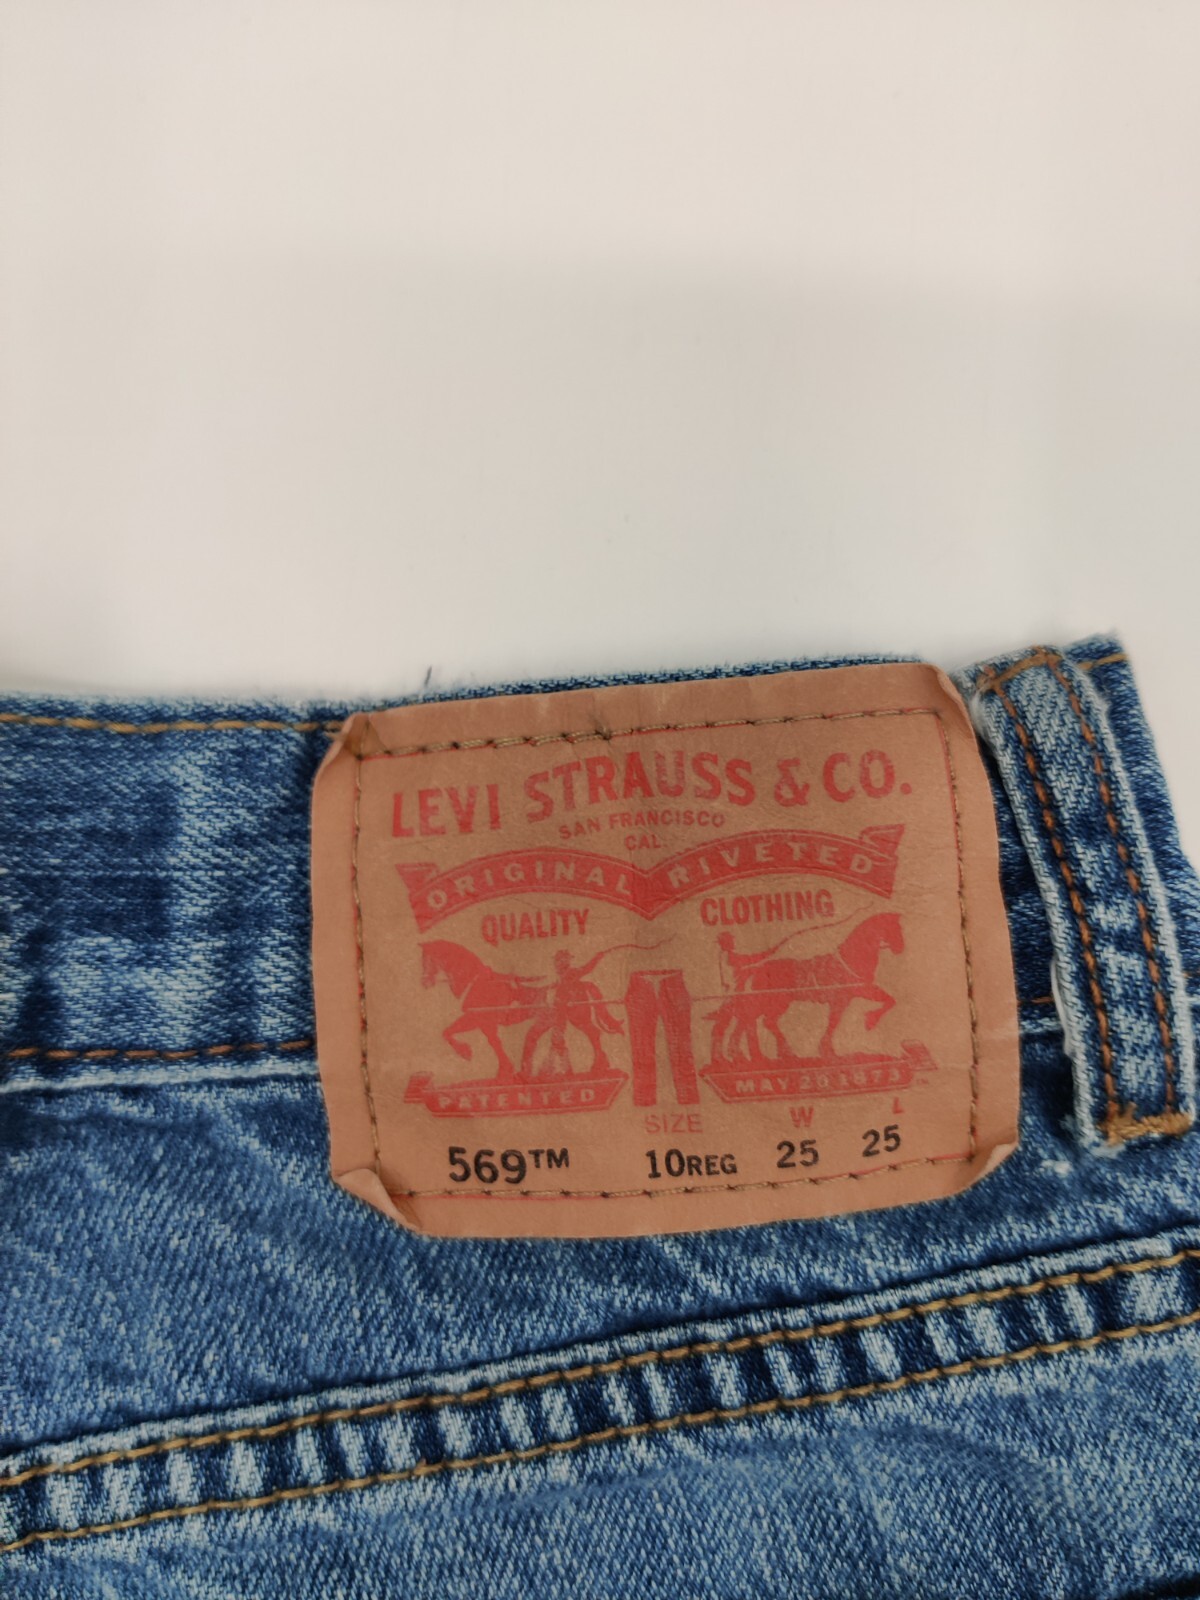 LEVI STRAUSS & CO.
SAN FRANCISCO
CAL.
ORIGINAL RIVETED
QUALITY CLOTHING
PATENTED MAY 20 1873
SIZE W L
569™ 10REG 25 25